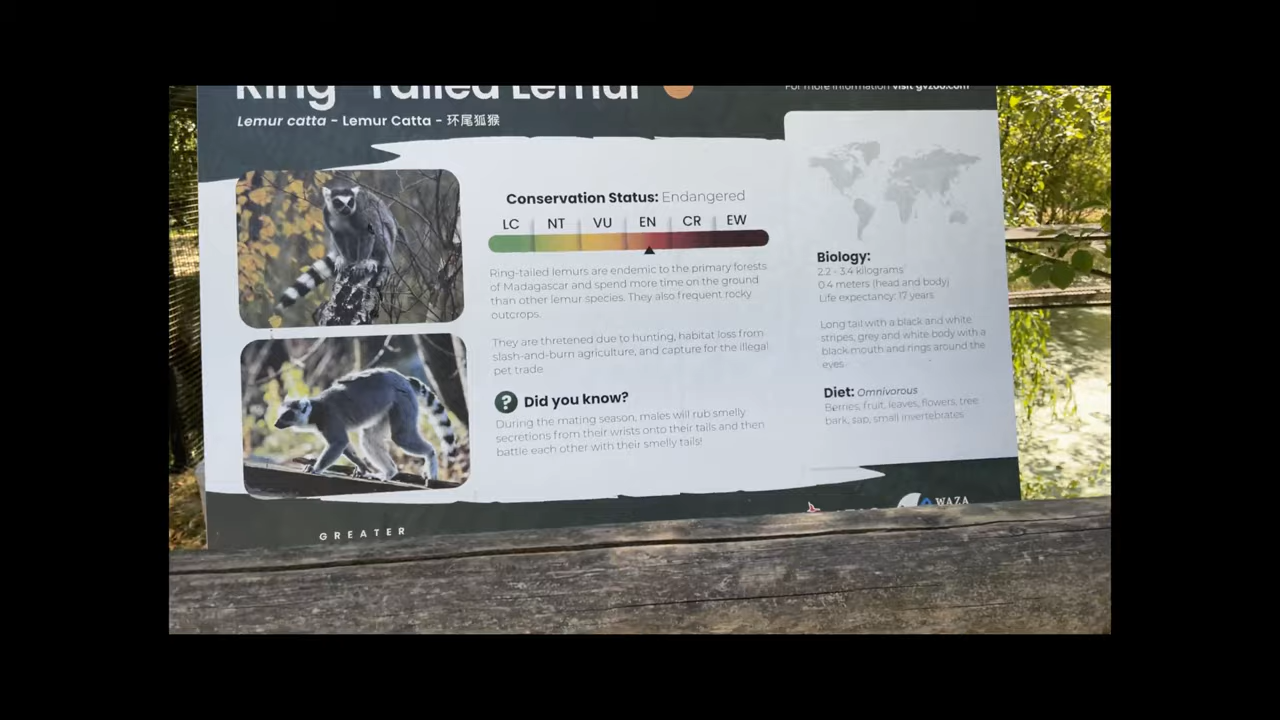 Ring-Tailed Lemur
For more information visit gvzoo.com
Lemur catta - Lemur Catta - 环尾狐猴
Conservation Status: Endangered
LC NT VU EN CR EW
Ring-tailed lemurs are endemic to the primary forests
of Madagascar and spend more time on the ground
than other lemur species. They also frequent rocky
outcrops.
They are thretened due to hunting, habitat loss from
slash-and-burn agriculture, and capture for the illegal
pet trade.
? Did you know?
During the mating season, males will rub smelly
secretions from their wrists onto their tails and then
battle each other with their smelly tails!
Biology:
2.2 - 3.4 kilograms
0.4 meters (head and body)
Life expectancy: 17 years
Long tail with a black and white
stripes, grey and white body with a
black mouth and rings around the
eyes.
Diet: Omnivorous
Berries, fruit, leaves, flowers, tree
bark, sap, small invertebrates
GREATER
WAZA